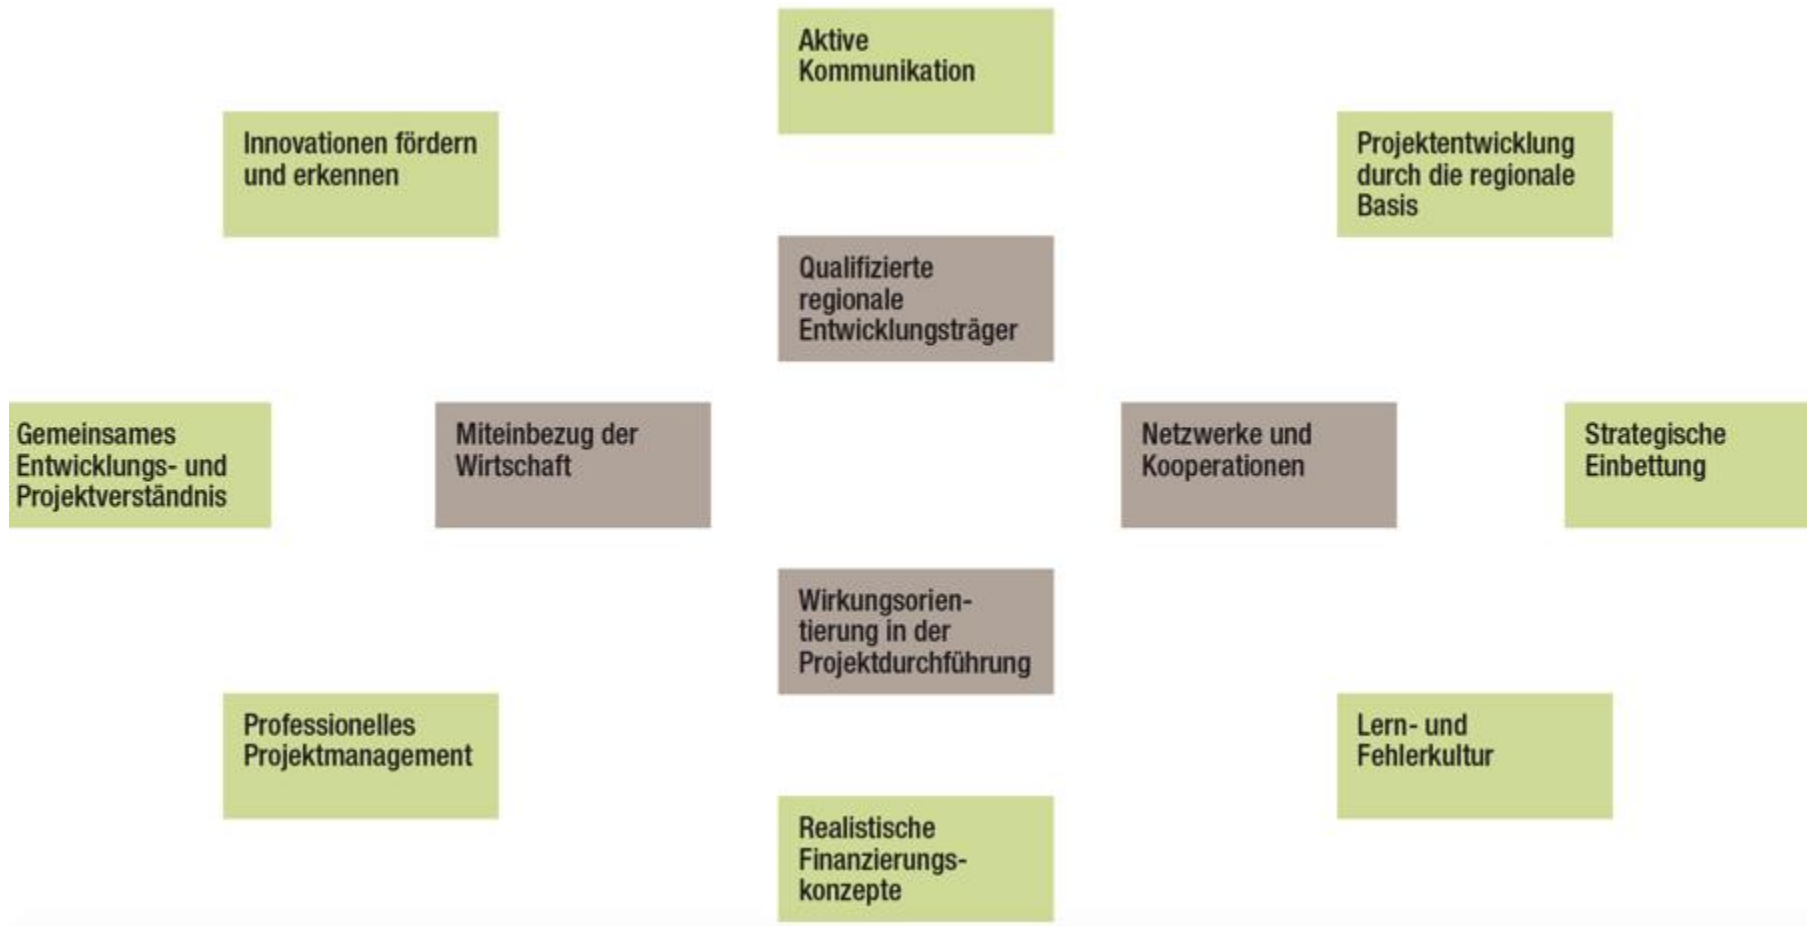 Aktive
Kommunikation
Innovationen fördern
und erkennen
Projektentwicklung
durch die regionale
Basis
Qualifizierte
regionale
Entwicklungsträger
Gemeinsames
Entwicklungs- und
Projektverständnis
Miteinbezug der
Wirtschaft
Netzwerke und
Kooperationen
Strategische
Einbettung
Wirkungsorien-
tierung in der
Projektdurchführung
Professionelles
Projektmanagement
Lern- und
Fehlerkultur
Realistische
Finanzierungs-
konzepte